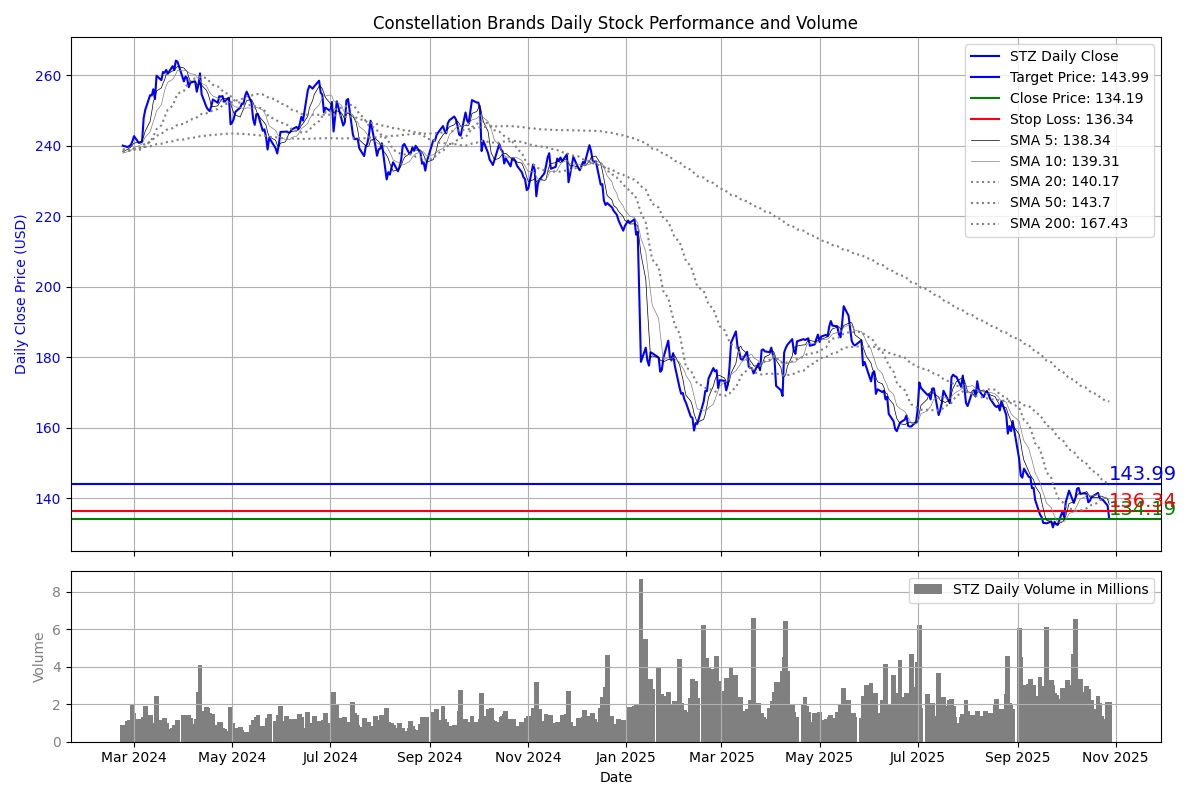 Constellation Brands Daily Stock Performance and Volume
Daily Close Price (USD)
260
240
220
200
180
160
140
STZ Daily Close
Target Price: 143.99
Close Price: 134.19
Stop Loss: 136.34
SMA 5: 138.34
SMA 10: 139.31
SMA 20: 140.17
SMA 50: 143.7
SMA 200: 167.43
143.99
136.34
134.19
Volume
8
6
4
2
0
STZ Daily Volume in Millions
Mar 2024 May 2024 Jul 2024 Sep 2024 Nov 2024 Jan 2025 Mar 2025 May 2025 Jul 2025 Sep 2025 Nov 2025
Date